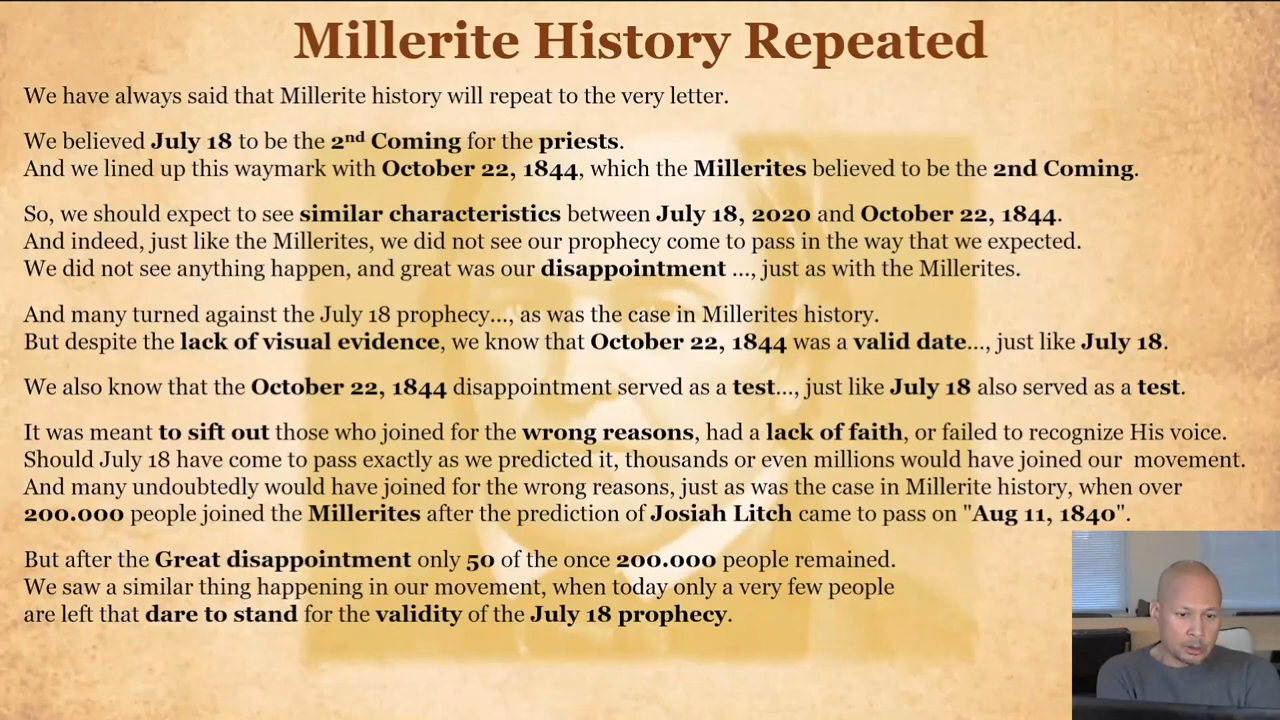 Millerite History Repeated
We have always said that Millerite history will repeat to the very letter.
We believed July 18 to be the 2nd Coming for the priests.
And we lined up this waymark with October 22, 1844, which the Millerites believed to be the 2nd Coming.
So, we should expect to see similar characteristics between July 18, 2020 and October 22, 1844.
And indeed, just like the Millerites, we did not see our prophecy come to pass in the way that we expected.
We did not see anything happen, and great was our disappointment ..., just as with the Millerites.
And many turned against the July 18 prophecy..., as was the case in Millerites history.
But despite the lack of visual evidence, we know that October 22, 1844 was a valid date..., just like July 18.
We also know that the October 22, 1844 disappointment served as a test..., just like July 18 also served as a test.
It was meant to sift out those who joined for the wrong reasons, had a lack of faith, or failed to recognize His voice.
Should July 18 have come to pass exactly as we predicted it, thousands or even millions would have joined our movement.
And many undoubtedly would have joined for the wrong reasons, just as was the case in Millerite history, when over
200.000 people joined the Millerites after the prediction of Josiah Litch came to pass on "Aug 11, 1840".
But after the Great disappointment only 50 of the once 200.000 people remained.
We saw a similar thing happening in our movement, when today only a very few people
are left that dare to stand for the validity of the July 18 prophecy.